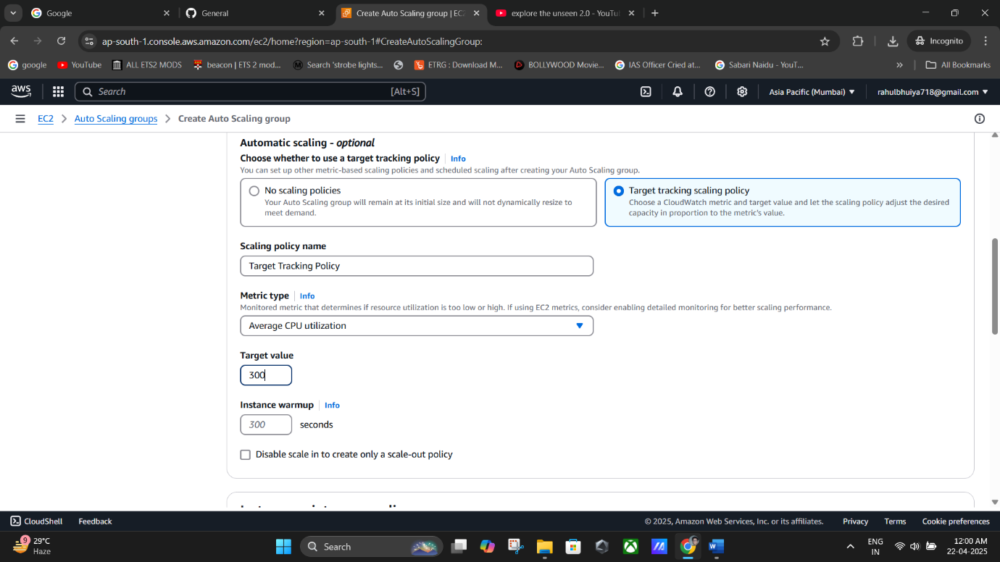 Google
General
Create Auto Scaling group | EC2
explore the unseen 2.0 - YouTu
ap-south-1.console.aws.amazon.com/ec2/home?region=ap-south-1#CreateAutoScalingGroup:
Incognito
google
YouTube
ALL ETS2 MODS
beacon | ETS 2 mod...
Search 'strobe lights...
ETRG : Download M...
BOLLYWOOD Movie...
IAS Officer Cried at...
Sabari Naidu - YouT...
»
All Bookmarks
aws
Search
[Alt+S]
Asia Pacific (Mumbai)
rahulbhuiya718@gmail.com
EC2
Auto Scaling groups
Create Auto Scaling group
Automatic scaling - optional
Choose whether to use a target tracking policy
Info
You can set up other metric-based scaling policies and scheduled scaling after creating your Auto Scaling group.
No scaling policies
Your Auto Scaling group will remain at its initial size and will not dynamically resize to
meet demand.
Target tracking scaling policy
Choose a CloudWatch metric and target value and let the scaling policy adjust the desired
capacity in proportion to the metric's value.
Scaling policy name
Target Tracking Policy
Metric type
Info
Monitored metric that determines if resource utilization is too low or high. If using EC2 metrics, consider enabling detailed monitoring for better scaling performance.
Average CPU utilization
Target value
300
Instance warmup
Info
300
seconds
Disable scale in to create only a scale-out policy
CloudShell
Feedback
© 2025, Amazon Web Services, Inc. or its affiliates.
Privacy
Terms
Cookie preferences
9
29°C
Haze
Search
ENG
IN
12:00 AM
22-04-2025